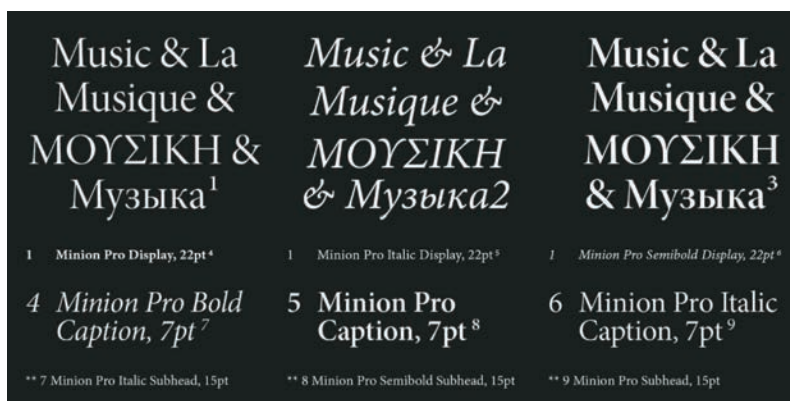 Music & La
Musique &
ΜΟΥΣΙΚΗ &
Музыка¹
Music & La
Musique &
ΜΟΥΣΙΚΗ
& Музыка2
Music & La
Musique &
ΜΟΥΣΙΚΗ
& Музыка³
1 Minion Pro Display, 22pt⁴
1 Minion Pro Italic Display, 22pt⁵
1 Minion Pro Semibold Display, 22pt⁶
4 Minion Pro Bold
Caption, 7pt⁷
5 Minion Pro
Caption, 7pt⁸
6 Minion Pro Italic
Caption, 7pt⁹
** 7 Minion Pro Italic Subhead, 15pt
** 8 Minion Pro Semibold Subhead, 15pt
** 9 Minion Pro Subhead, 15pt